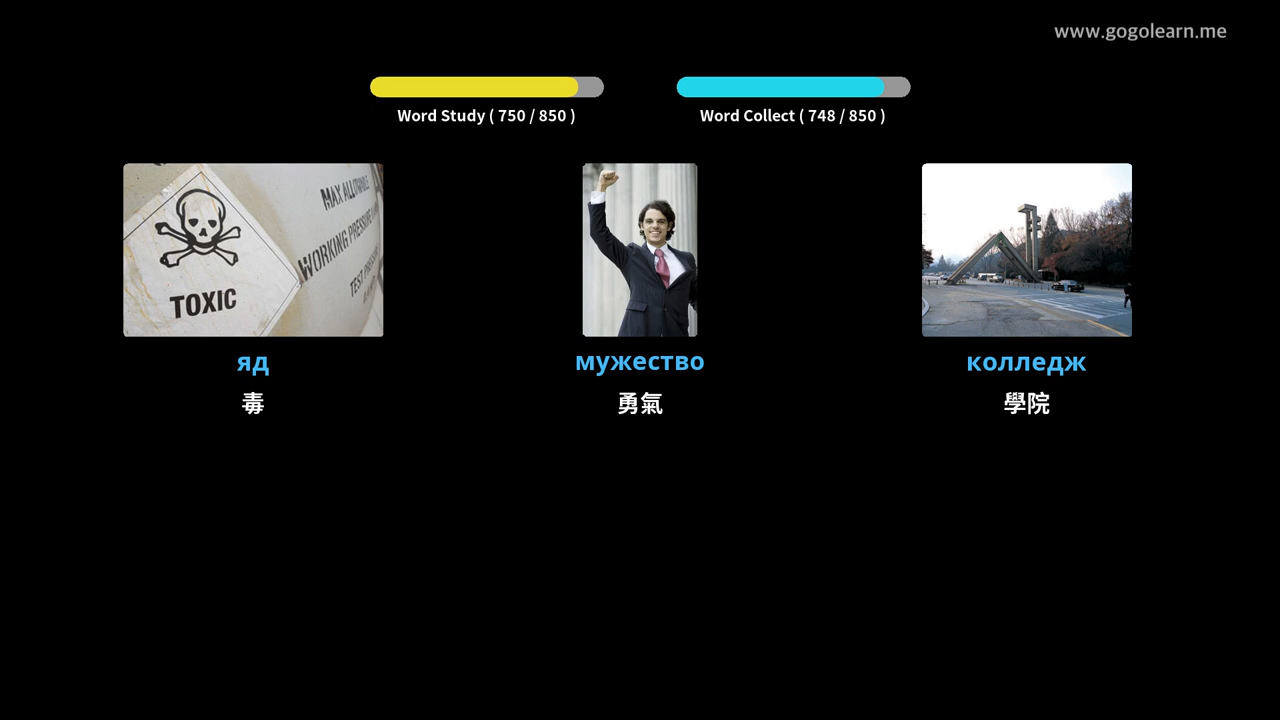 www.gogolearn.me
Word Study ( 750 / 850 )
Word Collect ( 748 / 850 )
MAX ALLOWABLE
WORKING PRESSURE
TEST
TOXIC
яд
мужество
колледж
毒
勇氣
學院